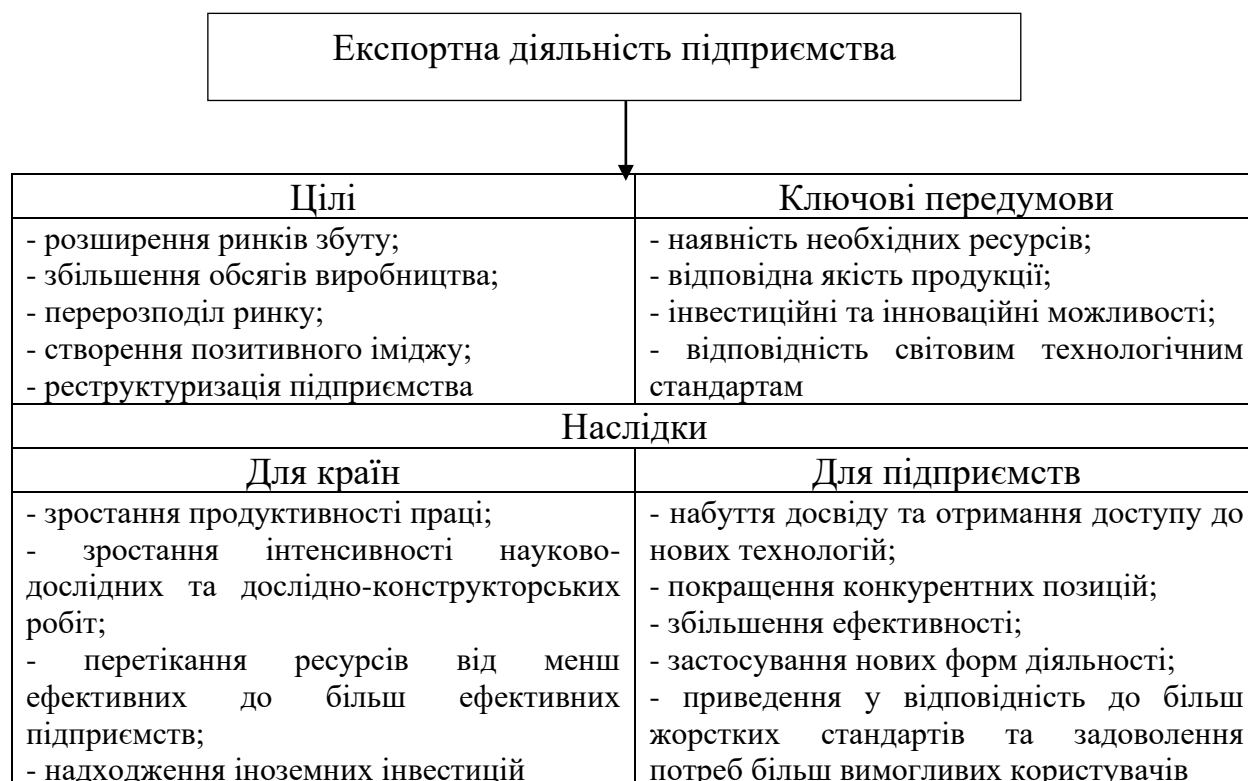 Експортна діяльність підприємства
Цілі
- розширення ринків збуту;
- збільшення обсягів виробництва;
- перерозподіл ринку;
- створення позитивного іміджу;
- реструктуризація підприємства
Ключові передумови
- наявність необхідних ресурсів;
- відповідна якість продукції;
- інвестиційні та інноваційні можливості;
- відповідність світовим технологічним
стандартам
Наслідки
Для країн
- зростання продуктивності праці;
- зростання інтенсивності науково-
дослідних та дослідно-конструкторських
робіт;
- перетікання ресурсів від менш
ефективних до більш ефективних
підприємств;
- надходження іноземних інвестицій
Для підприємств
- набуття досвіду та отримання доступу до
нових технологій;
- покращення конкурентних позицій;
- збільшення ефективності;
- застосування нових форм діяльності;
- приведення у відповідність до більш
жорстких стандартів та задоволення
потреб більш вимогливих користувачів